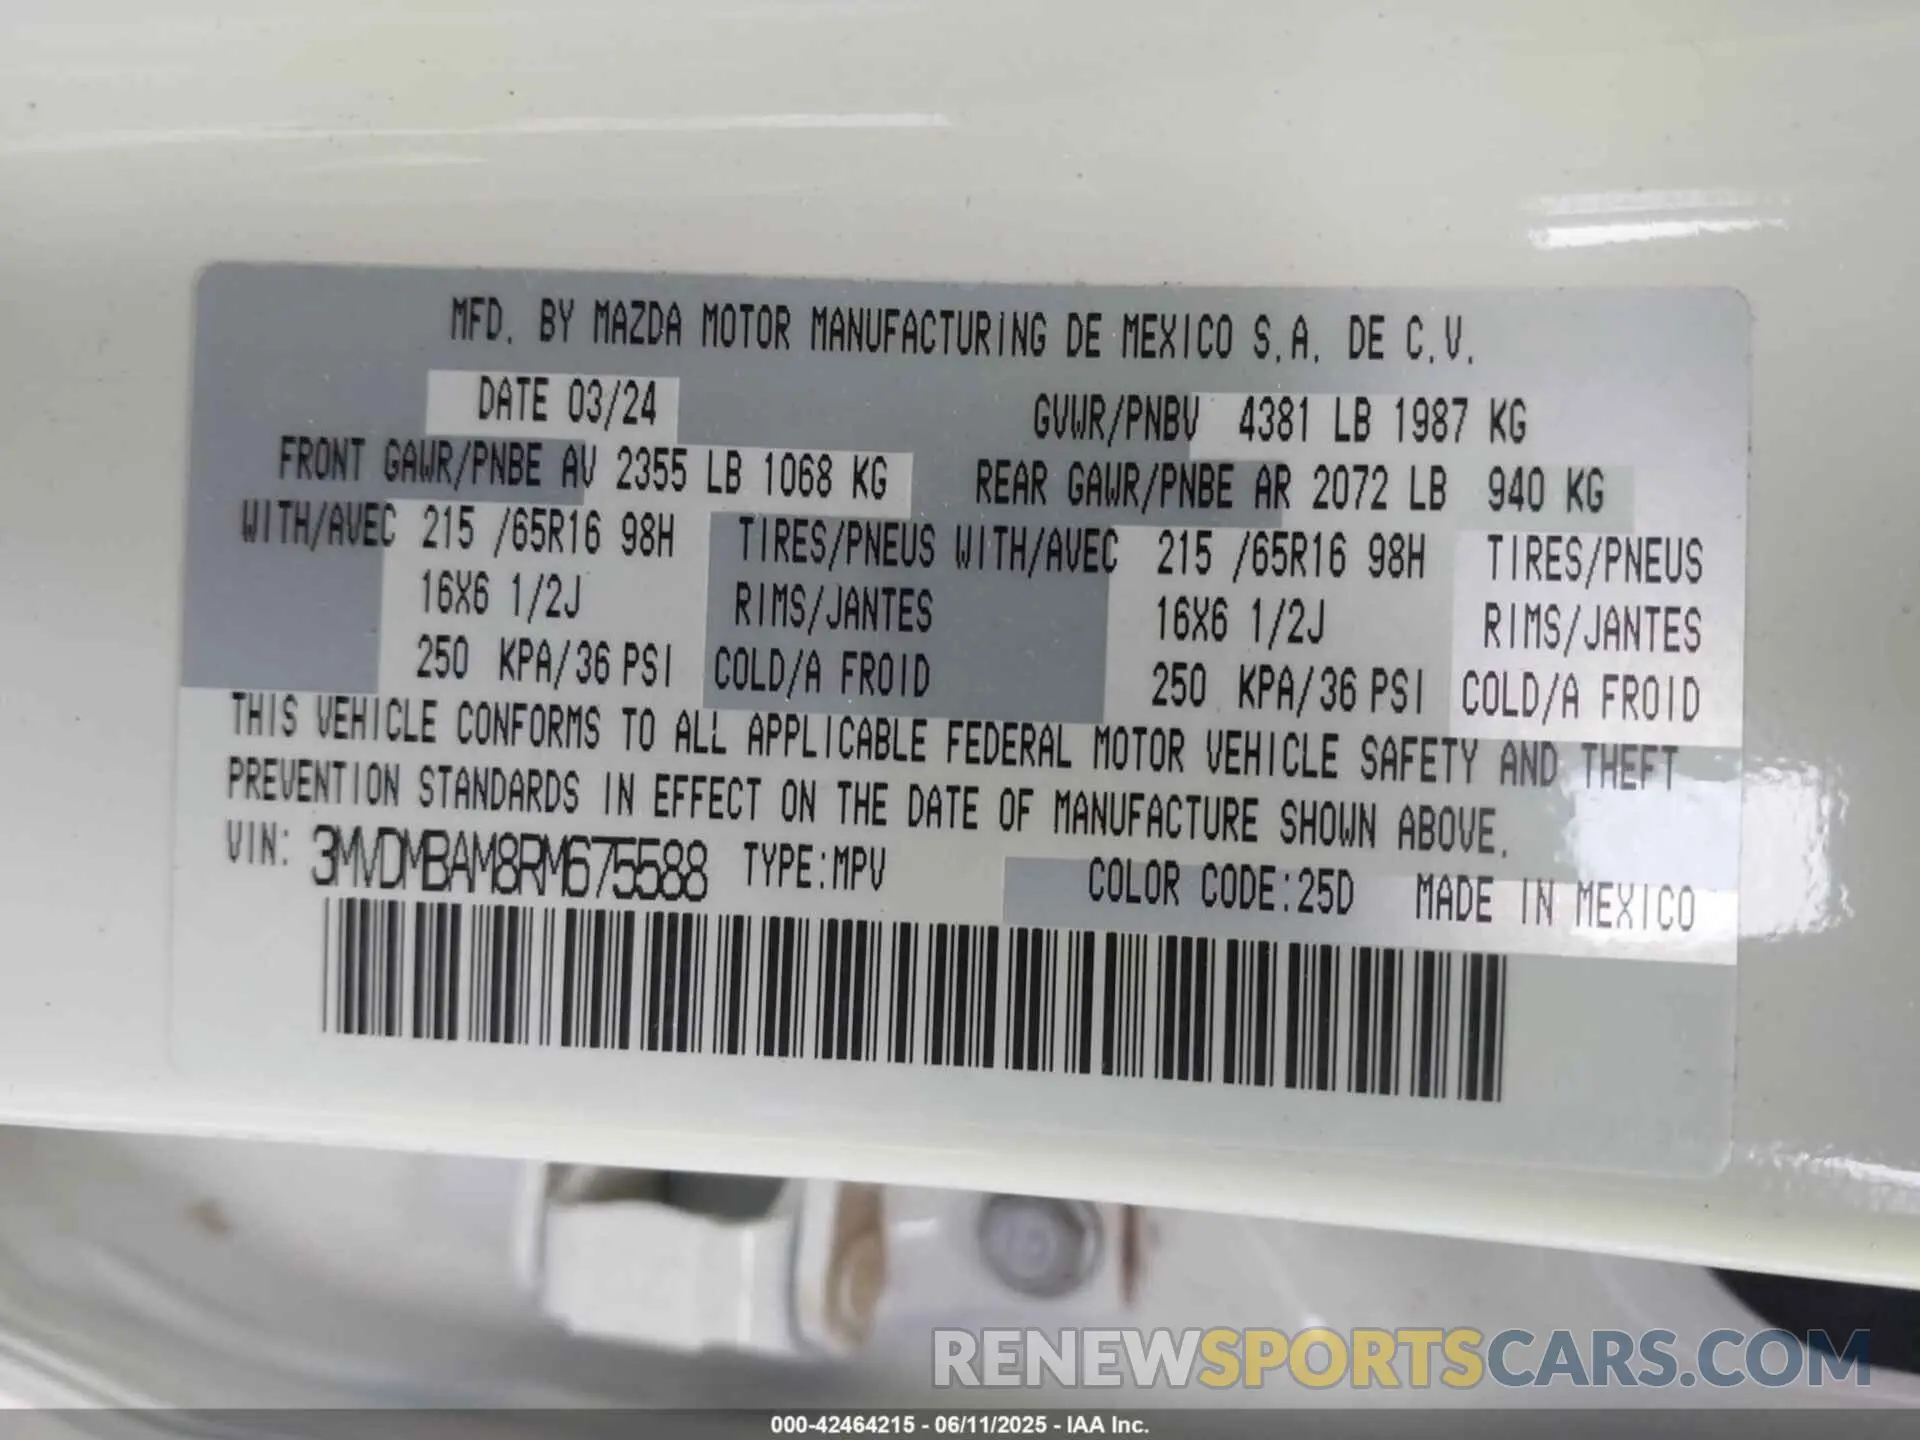 MFD. BY MAZDA MOTOR MANUFACTURING DE MEXICO S.A. DE C.V.
DATE 03/24 GVWR/PNBV 4381 LB 1987 KG
FRONT GAWR/PNBE AV 2355 LB 1068 KG REAR GAWR/PNBE AR 2072 LB 940 KG
WITH/AVEC 215 /65R16 98H TIRES/PNEUS WITH/AVEC 215 /65R16 98H TIRES/PNEUS
16X6 1/2J RIMS/JANTES 16X6 1/2J RIMS/JANTES
250 KPA/36 PSI COLD/A FROID 250 KPA/36 PSI COLD/A FROID
THIS VEHICLE CONFORMS TO ALL APPLICABLE FEDERAL MOTOR VEHICLE SAFETY AND THEFT
PREVENTION STANDARDS IN EFFECT ON THE DATE OF MANUFACTURE SHOWN ABOVE.
VIN: 3MVDMBAM8RM675588 TYPE:MPV COLOR CODE:25D MADE IN MEXICO
RENEWSPORTSCARS.COM
000-42464215 - 06/11/2025 - IAA Inc.